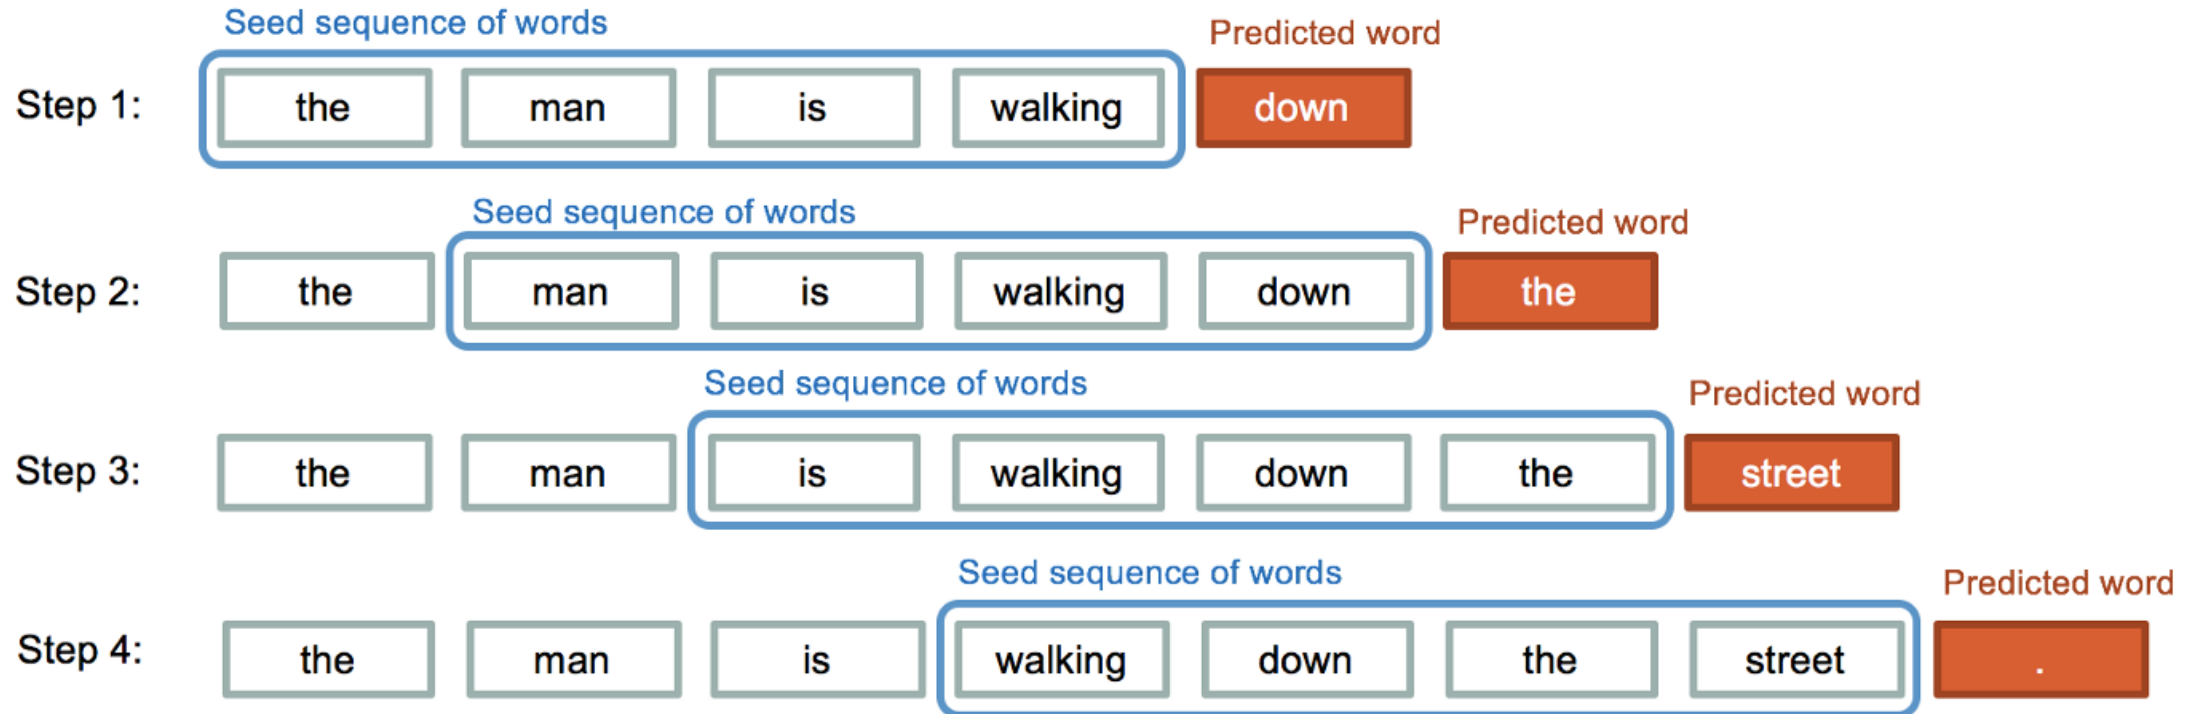 Seed sequence of words
Predicted word
Step 1: the man is walking down
Seed sequence of words
Predicted word
Step 2: the man is walking down the
Seed sequence of words
Predicted word
Step 3: the man is walking down the street
Seed sequence of words
Predicted word
Step 4: the man is walking down the street .